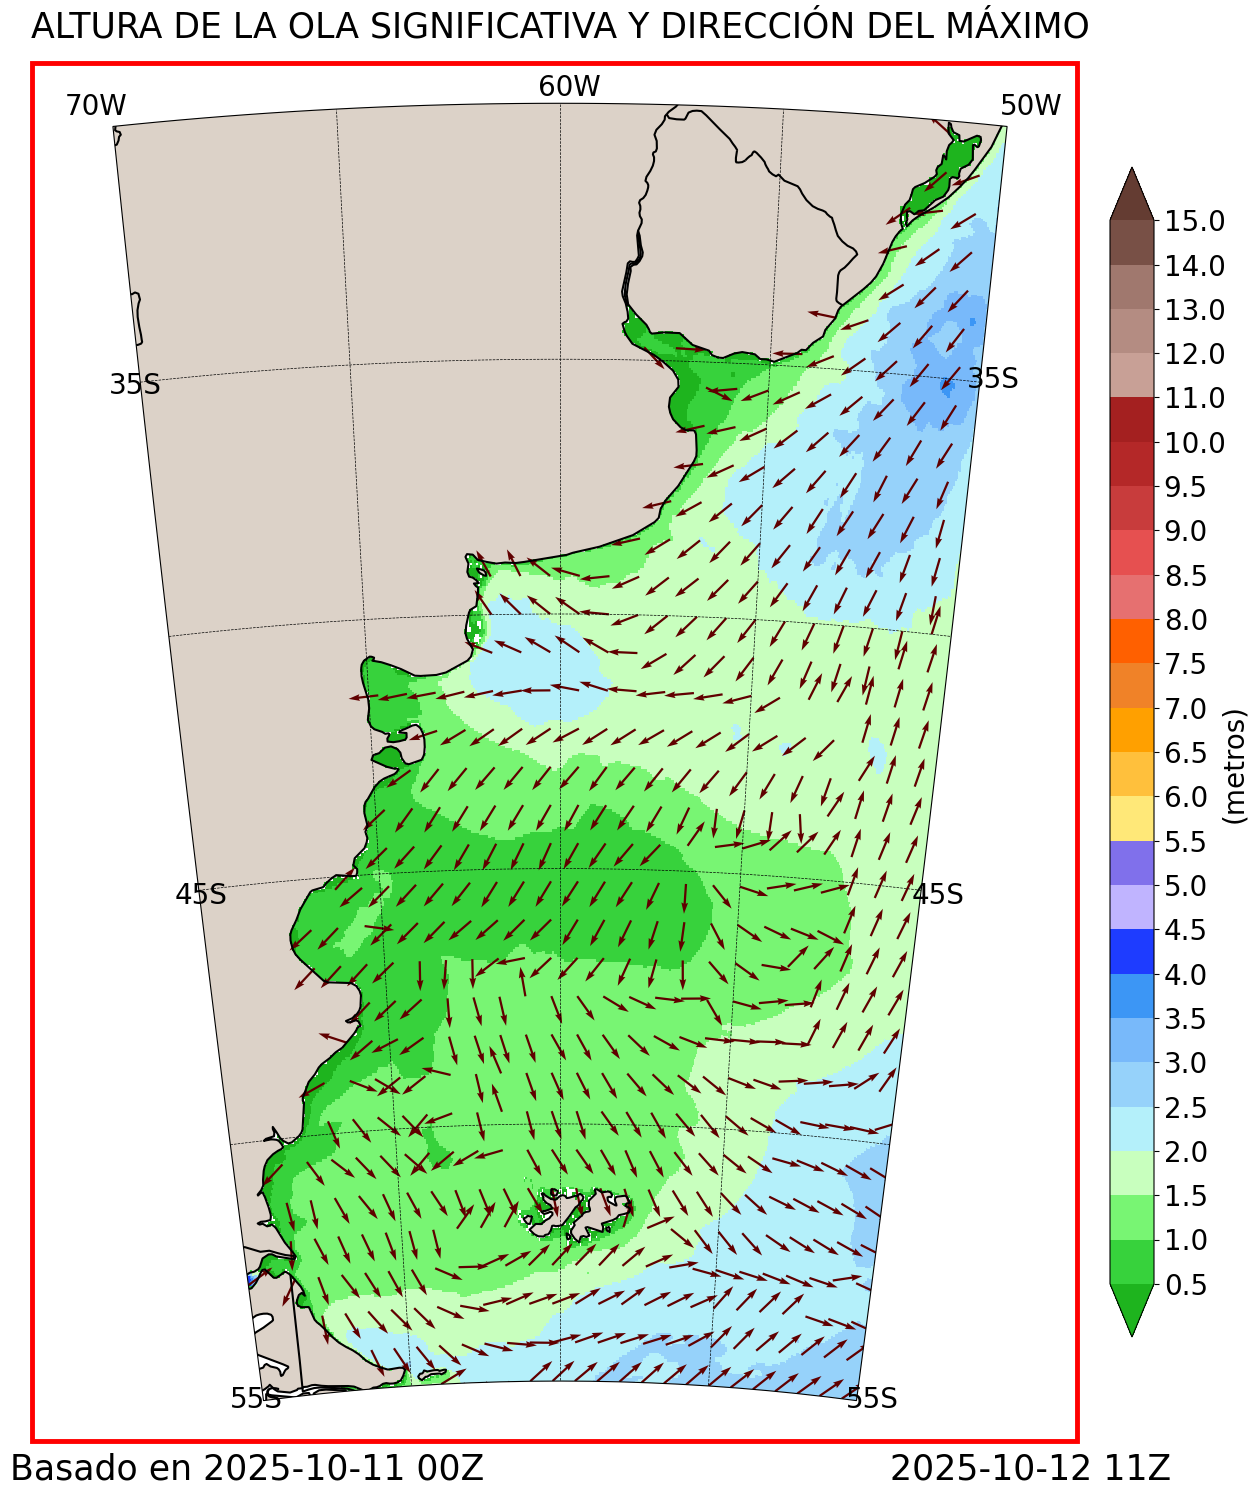 ALTURA DE LA OLA SIGNIFICATIVA Y DIRECCIÓN DEL MÁXIMO
70W
60W
50W
35S
35S
45S
45S
55S
55S
15.0
14.0
13.0
12.0
11.0
10.0
9.5
9.0
8.5
8.0
7.5
7.0
6.5
6.0
5.5
5.0
4.5
4.0
3.5
3.0
2.5
2.0
1.5
1.0
0.5
(metros)
Basado en 2025-10-11 00Z
2025-10-12 11Z